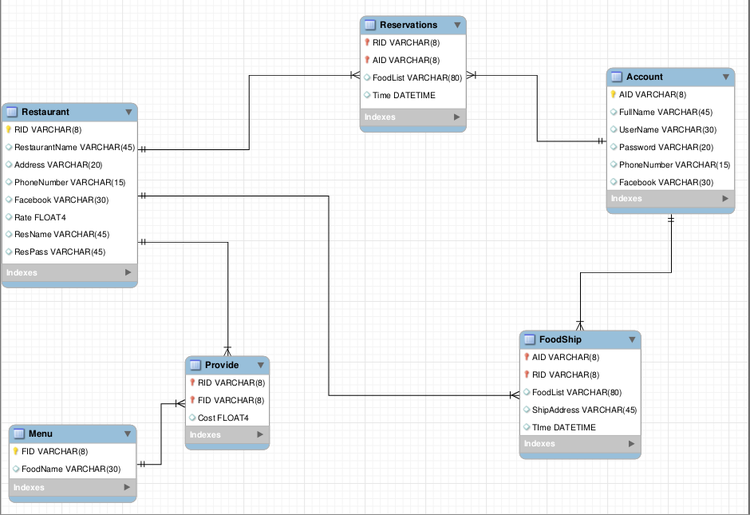 Reservations
RID VARCHAR(8)
AID VARCHAR(8)
FoodList VARCHAR(80)
Time DATETIME
Indexes
Account
AID VARCHAR(8)
FullName VARCHAR(45)
UserName VARCHAR(30)
Password VARCHAR(20)
PhoneNumber VARCHAR(15)
Facebook VARCHAR(30)
Indexes
Restaurant
RID VARCHAR(8)
RestaurantName VARCHAR(45)
Address VARCHAR(20)
PhoneNumber VARCHAR(15)
Facebook VARCHAR(30)
Rate FLOAT4
ResName VARCHAR(45)
ResPass VARCHAR(45)
Indexes
FoodShip
AID VARCHAR(8)
RID VARCHAR(8)
FoodList VARCHAR(80)
ShipAddress VARCHAR(45)
TIme DATETIME
Indexes
Provide
RID VARCHAR(8)
FID VARCHAR(8)
Cost FLOAT4
Indexes
Menu
FID VARCHAR(8)
FoodName VARCHAR(30)
Indexes